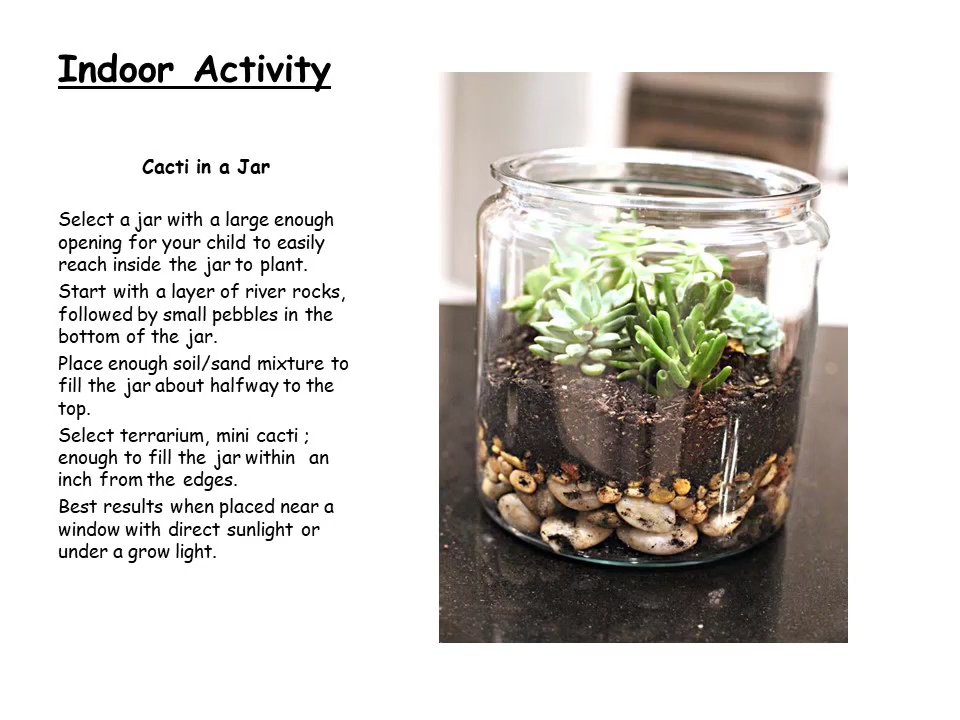 Indoor Activity
Cacti in a Jar
Select a jar with a large enough
opening for your child to easily
reach inside the jar to plant.
Start with a layer of river rocks,
followed by small pebbles in the
bottom of the jar.
Place enough soil/sand mixture to
fill the jar about halfway to the
top.
Select terrarium, mini cacti ;
enough to fill the jar within an
inch from the edges.
Best results when placed near a
window with direct sunlight or
under a grow light.